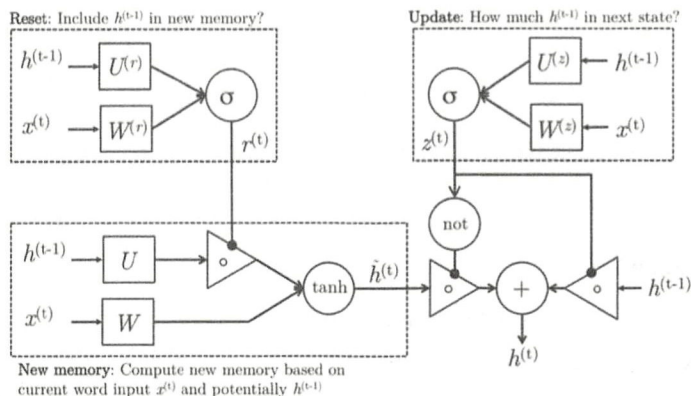 Reset: Include h^(t-1) in new memory?
Update: How much h^(t-1) in next state?
h^(t-1)
U^(r)
x^(t)
W^(r)
σ
r^(t)
U^(z)
h^(t-1)
σ
W^(z)
x^(t)
z^(t)
not
h^(t-1)
U
∘
x^(t)
W
tanh
h̃^(t)
∘
+
∘
h^(t-1)
h^(t)
New memory: Compute new memory based on
current word input x^(t) and potentially h^(t-1)